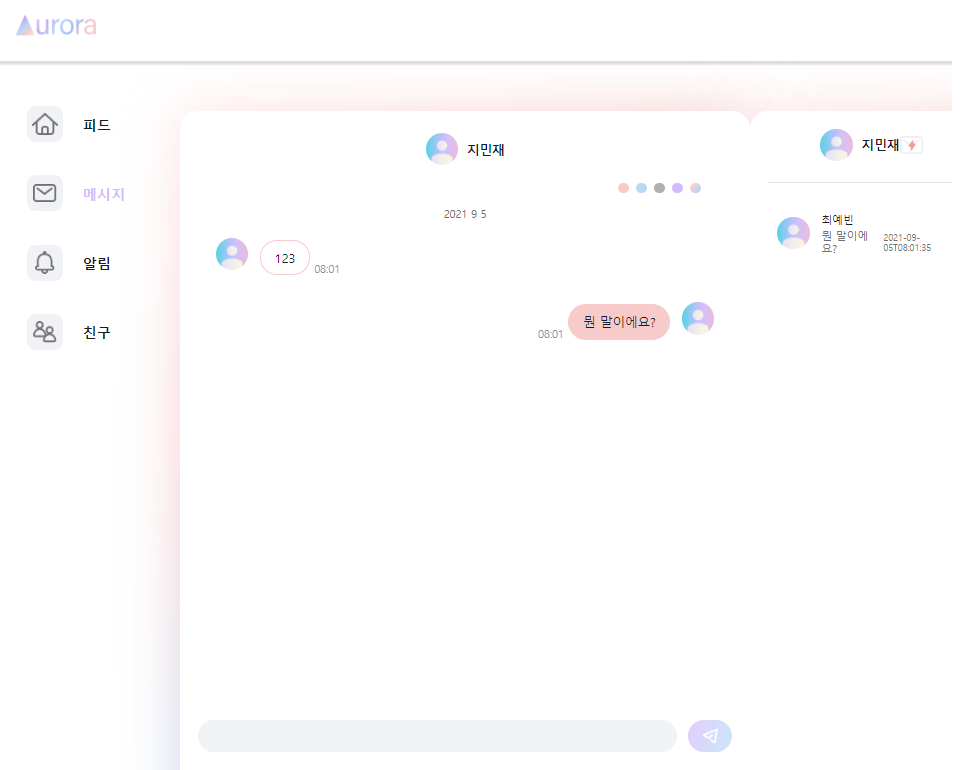 Aurora
피드
메시지
알림
친구
지민재
2021 9 5
123
08:01
뭔 말이에요?
08:01
지민재
최예빈
뭔 말이에
요?
2021-09-
05T08:01:35